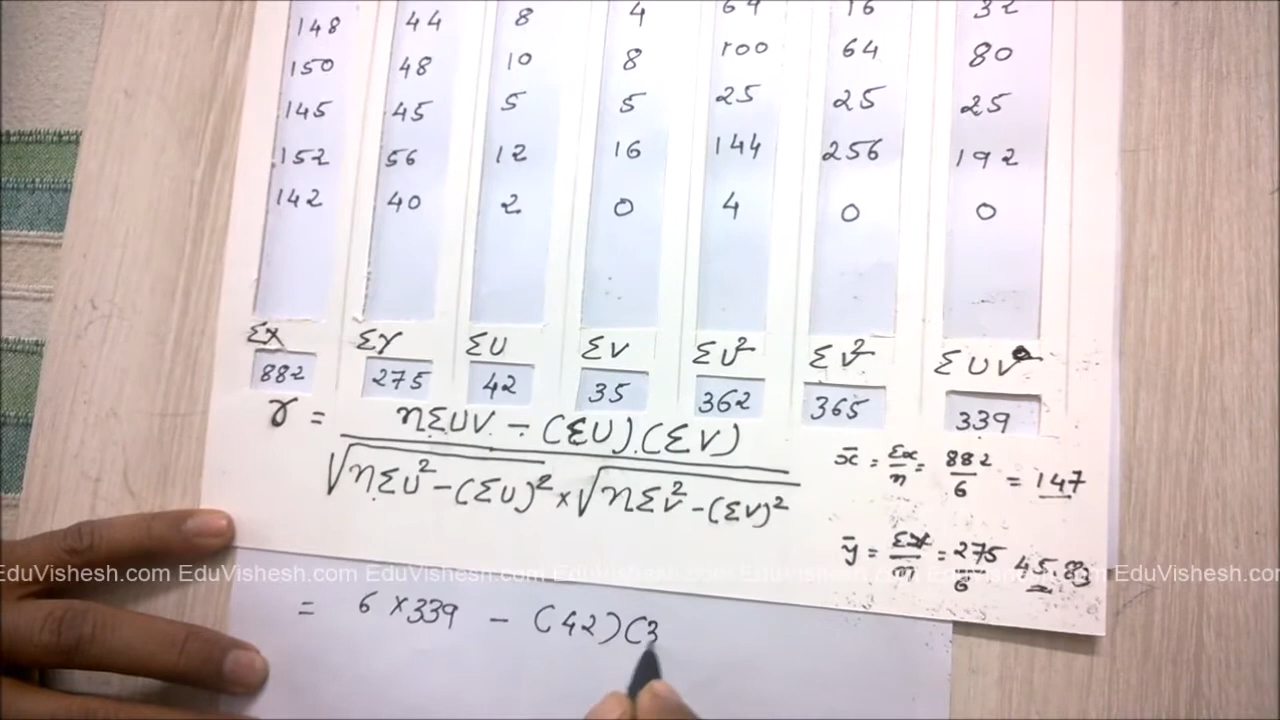 148 44 8 4 64 16 32
150 48 10 8 100 64 80
145 45 5 5 25 25 25
152 56 12 16 144 256 192
142 40 2 0 4 0 0
Σx Σy ΣU ΣV ΣU² ΣV² ΣUV
882 275 42 35 362 365 339
r = nΣUV - (ΣU).(ΣV)
√nΣU² - (ΣU)² × √nΣV² - (ΣV)²
x̄ = Σx/n = 882/6 = 147
ȳ = Σy/n = 275/6 45.83
EduVishesh.com EduVishesh.com EduVishesh.com EduVishesh.com EduVishesh.com EduVishesh.com EduVishesh.com
= 6 × 339 - (42)(3